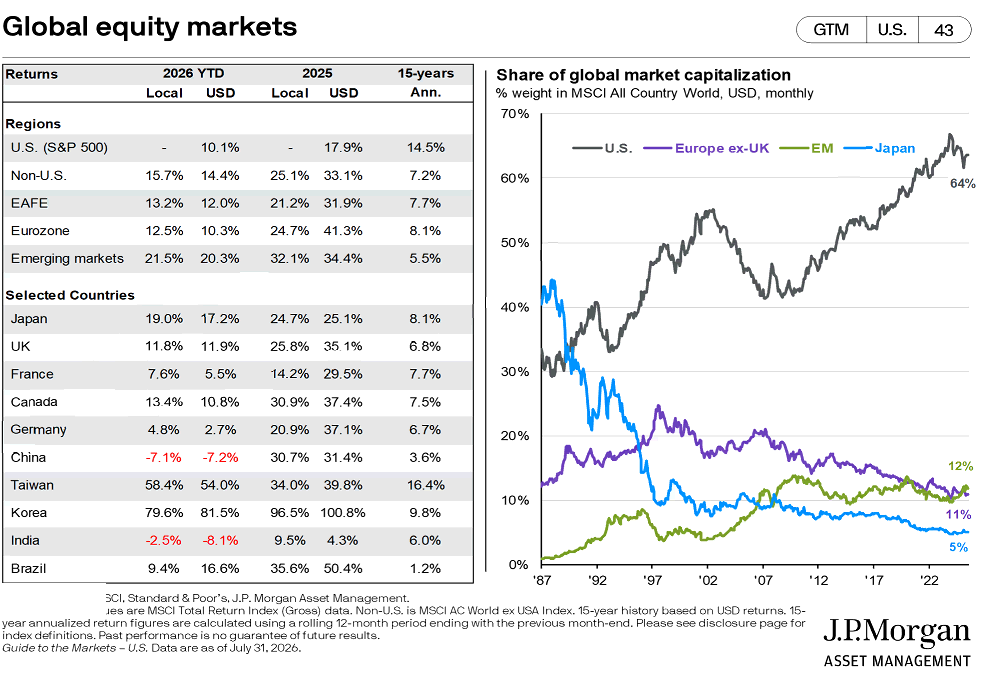 Global equity markets
GTM U.S. 43
Returns 2026 YTD 2025 15-years
Local USD Local USD Ann.
Regions
U.S. (S&P 500) - 10.1% - 17.9% 14.5%
Non-U.S. 15.7% 14.4% 25.1% 33.1% 7.2%
EAFE 13.2% 12.0% 21.2% 31.9% 7.7%
Eurozone 12.5% 10.3% 24.7% 41.3% 8.1%
Emerging markets 21.5% 20.3% 32.1% 34.4% 5.5%
Selected Countries
Japan 19.0% 17.2% 24.7% 25.1% 8.1%
UK 11.8% 11.9% 25.8% 35.1% 6.8%
France 7.6% 5.5% 14.2% 29.5% 7.7%
Canada 13.4% 10.8% 30.9% 37.4% 7.5%
Germany 4.8% 2.7% 20.9% 37.1% 6.7%
China -7.1% -7.2% 30.7% 31.4% 3.6%
Taiwan 58.4% 54.0% 34.0% 39.8% 16.4%
Korea 79.6% 81.5% 96.5% 100.8% 9.8%
India -2.5% -8.1% 9.5% 4.3% 6.0%
Brazil 9.4% 16.6% 35.6% 50.4% 1.2%
Share of global market capitalization
% weight in MSCI All Country World, USD, monthly
70%
U.S. Europe ex-UK EM Japan
60%
64%
50%
40%
30%
20%
12%
10%
11%
5%
0%
'87 '92 '97 '02 '07 '12 '17 '22
Standard & Poor's, J.P. Morgan Asset Management.
are MSCI Total Return Index (Gross) data. Non-U.S. is MSCI AC World ex USA Index. 15-year history based on USD returns. 15-
year annualized return figures are calculated using a rolling 12-month period ending with the previous month-end. Please see disclosure page for
index definitions. Past performance is no guarantee of future results.
Guide to the Markets – U.S. Data are as of July 31, 2026.
J.P.Morgan
ASSET MANAGEMENT